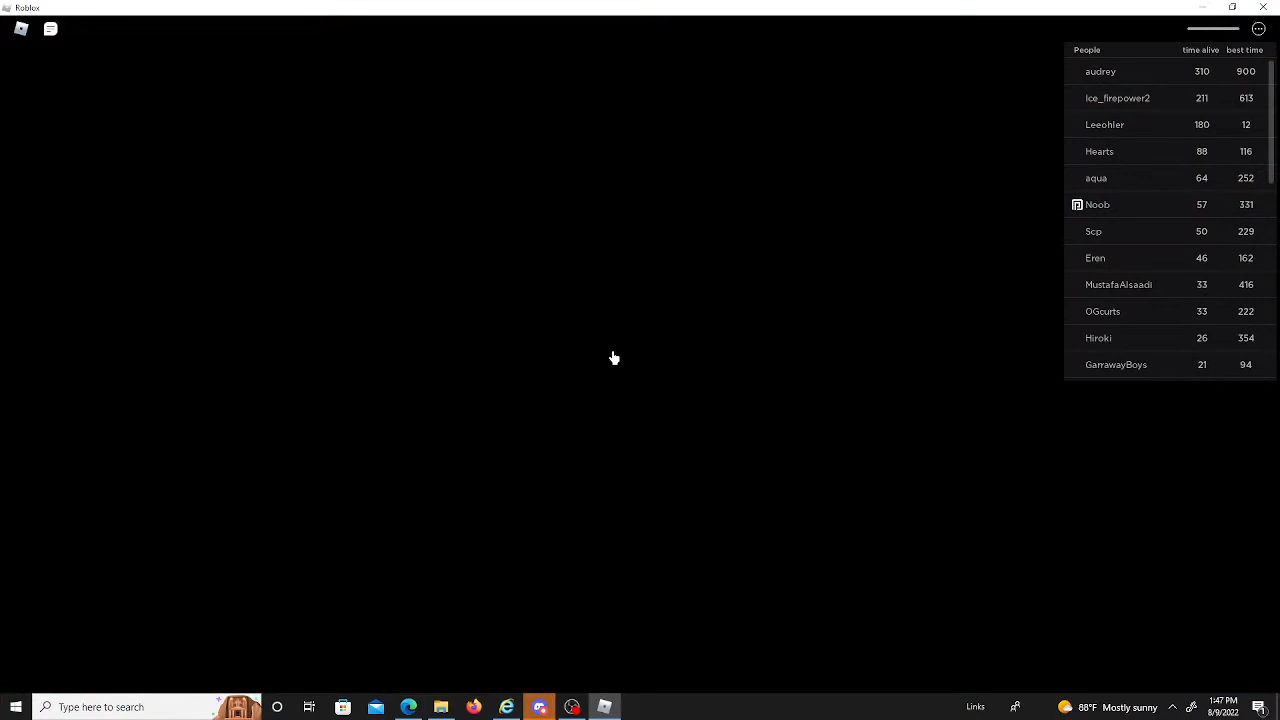 Roblox
People time alive best time
audrey 310 900
Ice_firepower2 211 613
Leeohler 180 12
Hearts 88 116
aqua 64 252
Noob 57 331
Scp 50 229
Eren 46 162
MustafaAlsaadi 33 416
OGcurts 33 222
Hiroki 26 354
GarrawayBoys 21 94
Type here to search
Links
88°F Mostly sunny
1:47 PM
8/9/2022